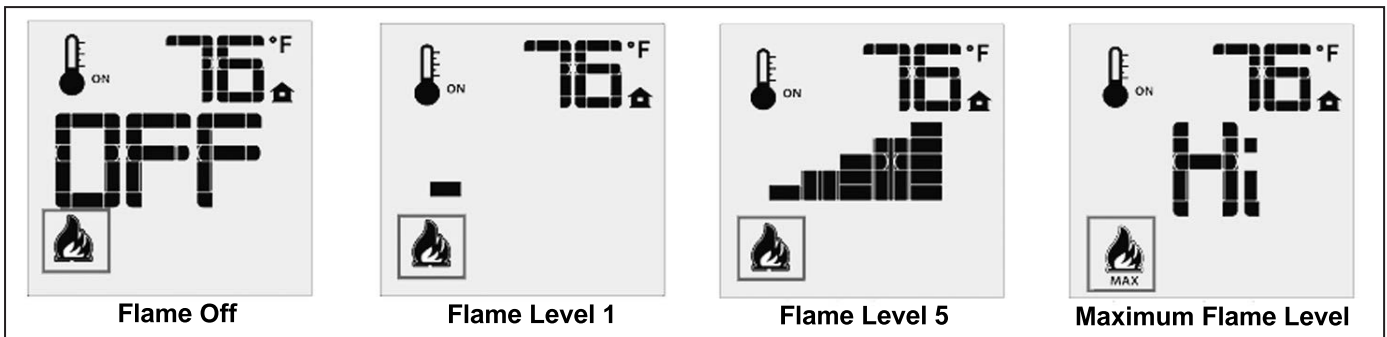 76 °F
ON
OFF
Flame Off
76 °F
ON
Flame Level 1
76 °F
ON
Flame Level 5
76 °F
ON
Hi
MAX
Maximum Flame Level